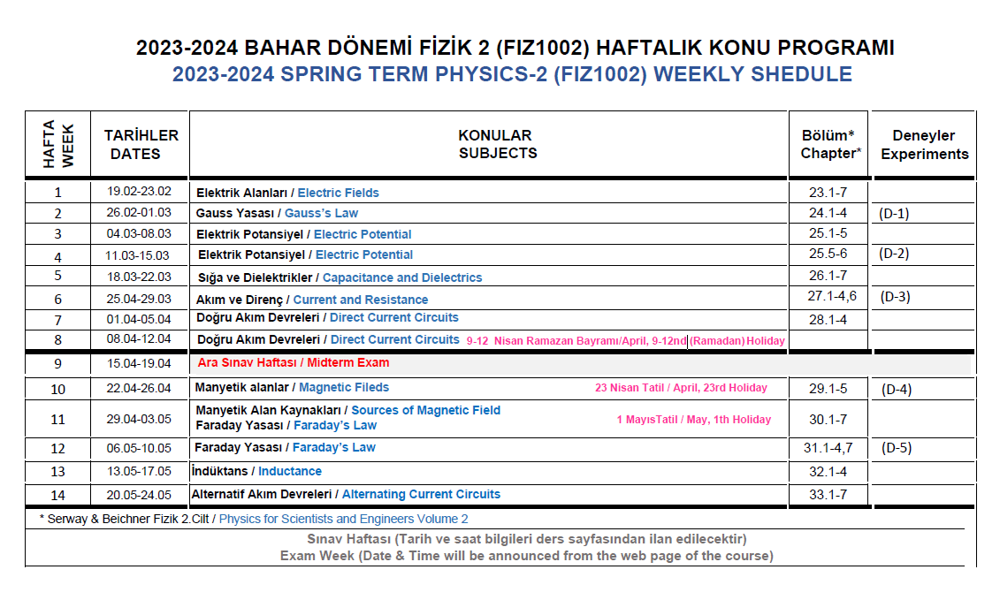 2023-2024 BAHAR DÖNEMİ FİZİK 2 (FIZ1002) HAFTALIK KONU PROGRAMI
2023-2024 SPRING TERM PHYSICS-2 (FIZ1002) WEEKLY SHEDULE
HAFTA WEEK TARİHLER DATES KONULAR SUBJECTS Bölüm* Chapter* Deneyler Experiments
1 19.02-23.02 Elektrik Alanları / Electric Fields 23.1-7
2 26.02-01.03 Gauss Yasası / Gauss's Law 24.1-4 (D-1)
3 04.03-08.03 Elektrik Potansiyel / Electric Potential 25.1-5
4 11.03-15.03 Elektrik Potansiyel / Electric Potential 25.5-6 (D-2)
5 18.03-22.03 Sığa ve Dielektrikler / Capacitance and Dielectrics 26.1-7
6 25.04-29.03 Akım ve Direnç / Current and Resistance 27.1-4,6 (D-3)
7 01.04-05.04 Doğru Akım Devreleri / Direct Current Circuits 28.1-4
8 08.04-12.04 Doğru Akım Devreleri / Direct Current Circuits 9-12 Nisan Ramazan Bayramı/April, 9-12nd (Ramadan) Holiday
9 15.04-19.04 Ara Sınav Haftası / Midterm Exam
10 22.04-26.04 Manyetik alanlar / Magnetic Fileds 23 Nisan Tatil / April, 23rd Holiday 29.1-5 (D-4)
11 29.04-03.05 Manyetik Alan Kaynakları / Sources of Magnetic Field
Faraday Yasası / Faraday's Law 1 MayısTatil / May, 1th Holiday 30.1-7
12 06.05-10.05 Faraday Yasası / Faraday's Law 31.1-4,7 (D-5)
13 13.05-17.05 İndüktans / Inductance 32.1-4
14 20.05-24.05 Alternatif Akım Devreleri / Alternating Current Circuits 33.1-7
* Serway & Beichner Fizik 2.Cilt / Physics for Scientists and Engineers Volume 2
Sınav Haftası (Tarih ve saat bilgileri ders sayfasından ilan edilecektir)
Exam Week (Date & Time will be announced from the web page of the course)